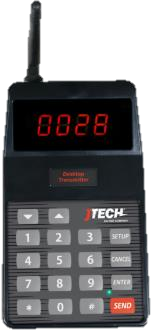 0028
Desktop
Transmitter
JTECH
▼ ▲
1 2 3 SETUP
4 5 6 CANCEL
7 8 9 ENTER
* 0 # SEND